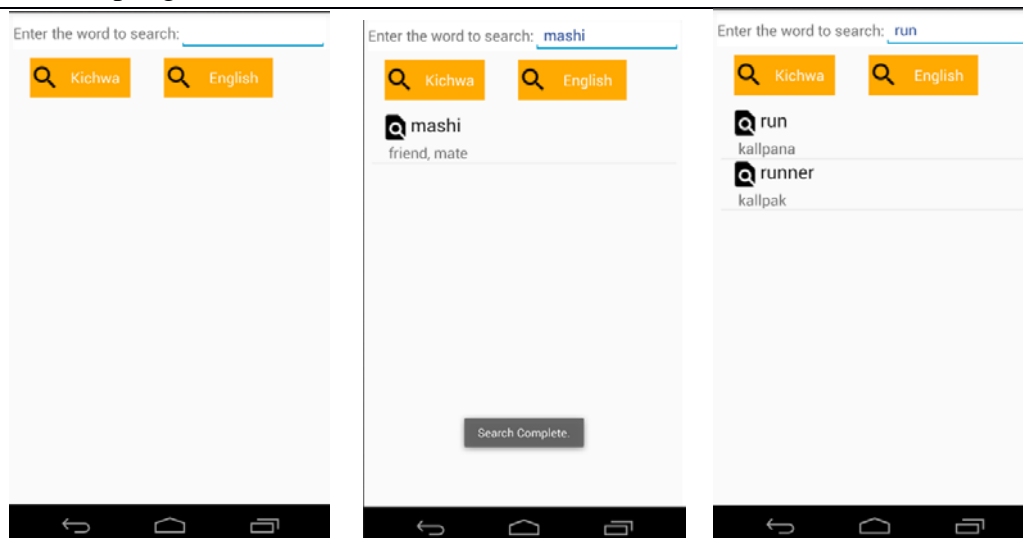 Enter the word to search:
Kichwa
English
Enter the word to search: mashi
Kichwa
English
mashi
friend, mate
Search Complete.
Enter the word to search: run
Kichwa
English
run
kallpana
runner
kallpak